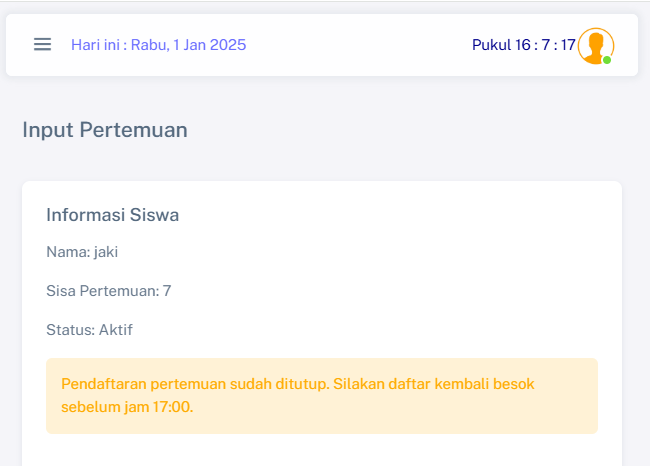 Hari ini : Rabu, 1 Jan 2025
Pukul 16 : 7 : 17
Input Pertemuan
Informasi Siswa
Nama: jaki
Sisa Pertemuan: 7
Status: Aktif
Pendaftaran pertemuan sudah ditutup. Silakan daftar kembali besok
sebelum jam 17:00.